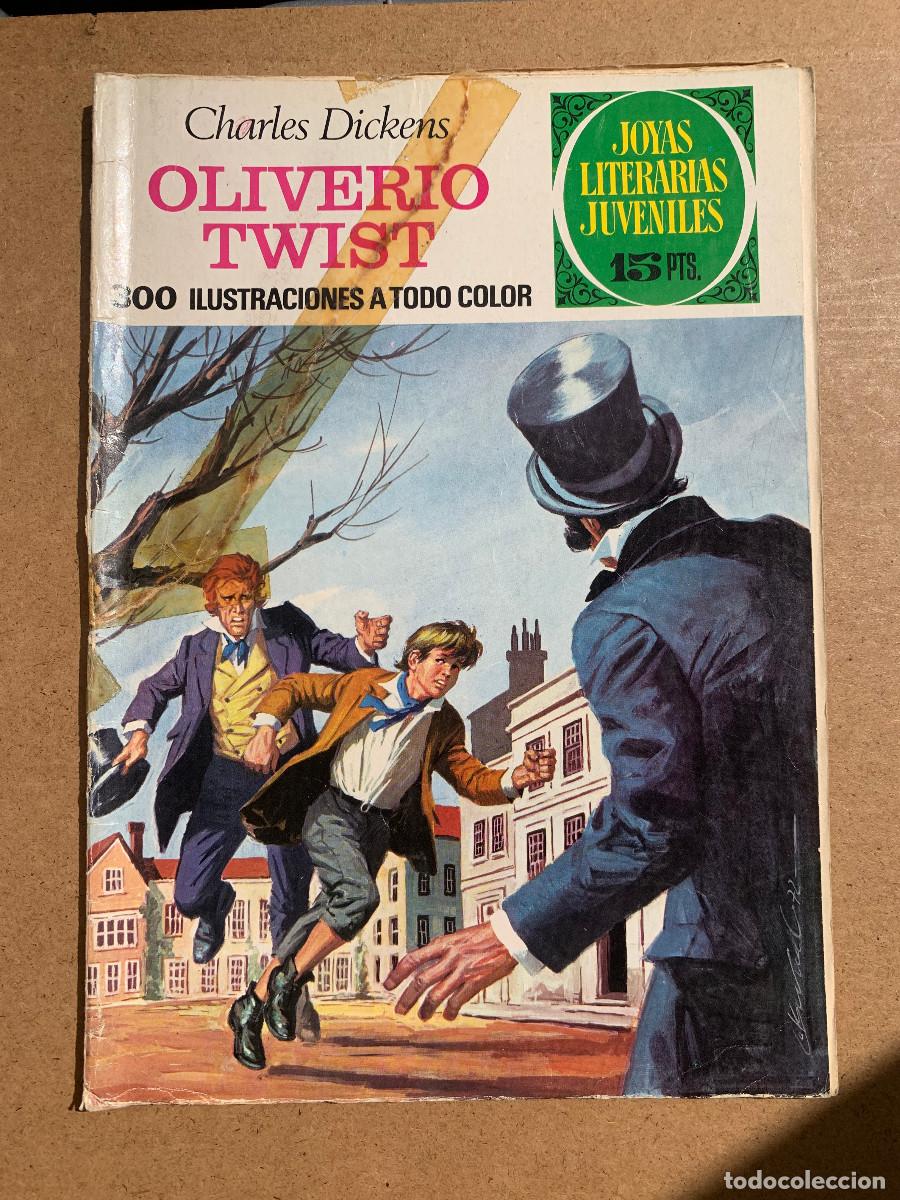 Charles Dickens
OLIVERIO
TWIST
300 ILUSTRACIONES A TODO COLOR
JOYAS
LITERARIAS
JUVENILES
15 PTS.
todocoleccion